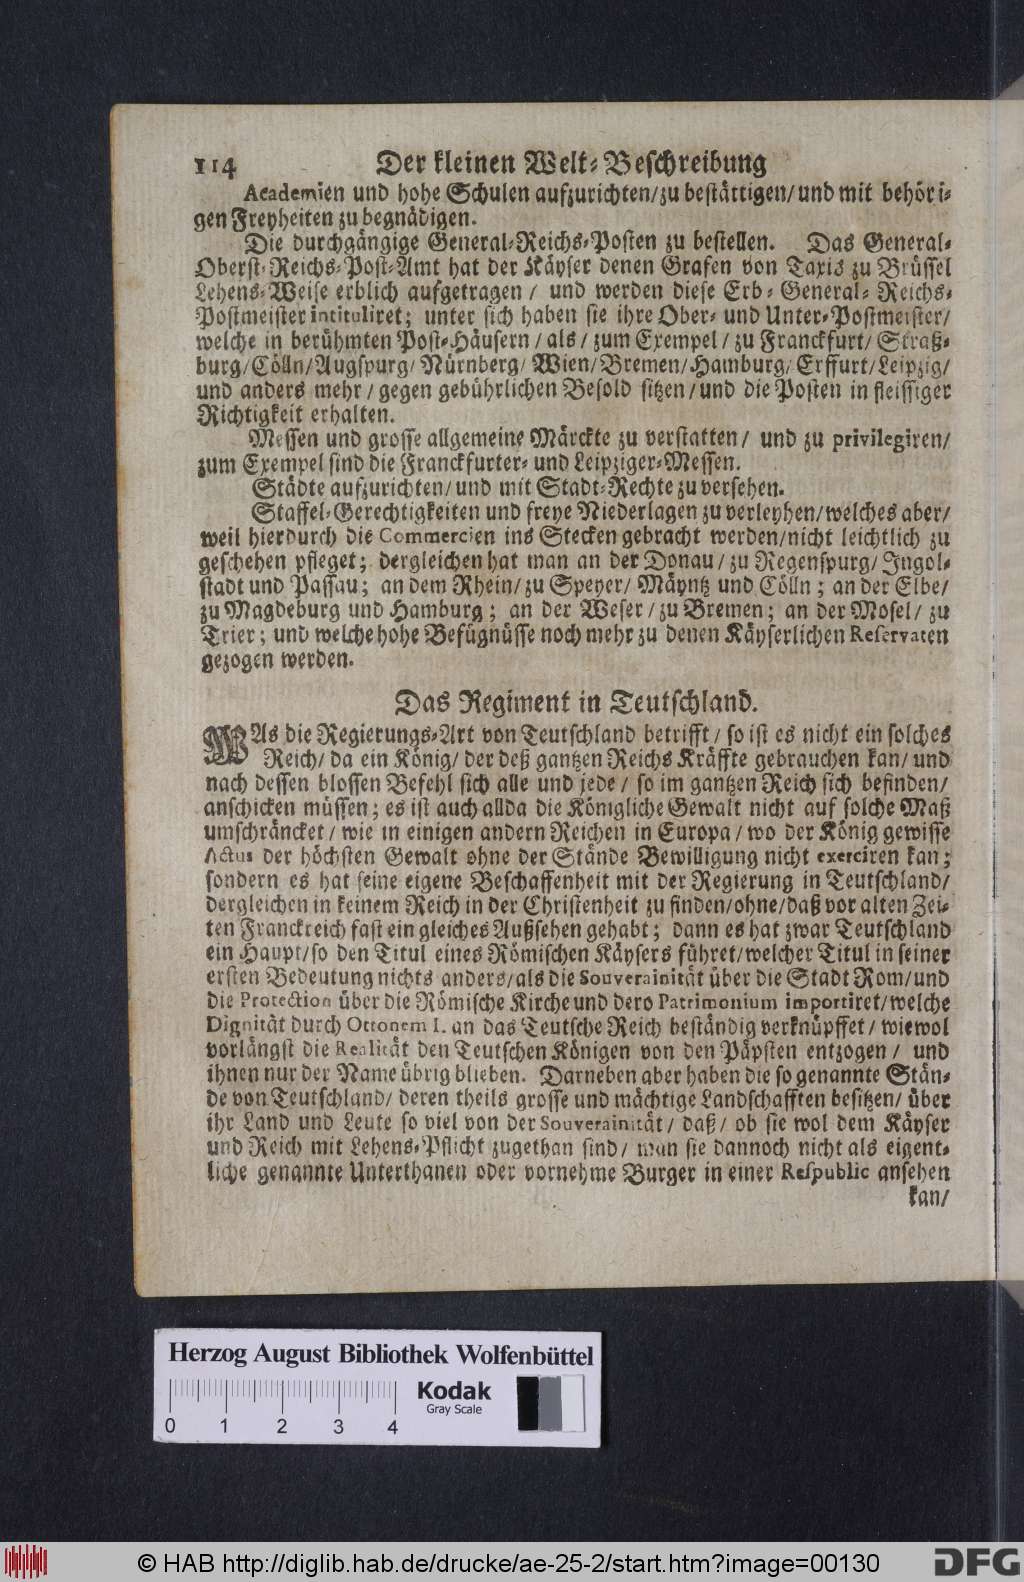 114 Der kleinen Welt-Beschreibung
Academien und hohe Schulen aufzurichten/zu bestättigen/und mit behöri-
gen Freyheiten zu begnädigen.
Die durchgängige General-Reichs-Posten zu bestellen. Das General-
Oberst-Reichs-Post-Amt hat der Käyser denen Grafen von Taxis zu Brüssel
Lehens-Weise erblich aufgetragen / und werden diese Erb- General- Reichs-
Postmeister intituliret; unter sich haben sie ihre Ober- und Unter-Postmeister/
welche in berühmten Post-Häusern / als / zum Exempel / zu Franckfurt/ Straß-
burg/Cölln/Augspurg/ Nürnberg/ Wien/Bremen/Hamburg/Erffurt/Leipzig/
und anders mehr / gegen gebührlichen Besold sitzen/und die Posten in fleissiger
Richtigkeit erhalten.
Messen und grosse allgemeine Märckte zu verstatten/ und zu privilegiren/
zum Exempel sind die Franckfurter- und Leipziger-Messen.
Städte aufzurichten/und mit Stadt-Rechte zu versehen.
Staffel-Gerechtigkeiten und freye Niederlagen zu verleyhen/welches aber/
weil hierdurch die Commercien ins Stecken gebracht werden/nicht leichtlich zu
geschehen pfleget; dergleichen hat man an der Donau / zu Regenspurg/ Ingol-
stadt und Passau; an dem Rhein/ zu Speyer/ Mäyntz und Cölln; an der Elbe/
zu Magdeburg und Hamburg; an der Weser / zu Bremen; an der Mosel/ zu
Trier; und welche hohe Befügnüsse noch mehr zu denen Käyserlichen Reservaten
gezogen werden.
Das Regiment in Teutschland.
WAs die Regierungs-Art von Teutschland betrifft / so ist es nicht ein solches
Reich/ da ein König/ der deß gantzen Reichs Kräffte gebrauchen kan/ und
nach dessen blossen Befehl sich alle und jede / so im gantzen Reich sich befinden/
anschicken müssen; es ist auch allda die Königliche Gewalt nicht auf solche Maß
umschräncket / wie in einigen andern Reichen in Europa / wo der König gewisse
Actus der höchsten Gewalt ohne der Stände Bewilligung nicht exerciren kan;
sondern es hat seine eigene Beschaffenheit mit der Regierung in Teutschland/
dergleichen in keinem Reich in der Christenheit zu finden/ohne/daß vor alten Zei-
ten Franckreich fast ein gleiches Außsehen gehabt; dann es hat zwar Teutschland
ein Haupt/so den Titul eines Römischen Käysers führet/welcher Titul in seiner
ersten Bedeutung nichts anders/als die Souverainität über die Stadt Rom/und
die Protection über die Römische Kirche und dero Patrimonium importiret/welche
Dignität durch Ottonem I. an das Teutsche Reich beständig verknüpffet / wiewol
vorlängst die Realität den Teutschen Königen von den Päpsten entzogen / und
ihnen nur der Name übrig blieben. Darneben aber haben die so genannte Stän-
de von Teutschland/ deren theils grosse und mächtige Landschafften besitzen/ über
ihr Land und Leute so viel von der Souverainität / daß / ob sie wol dem Käyser
und Reich mit Lehens-Pflicht zugethan sind/ man sie dannoch nicht als eigent-
liche genannte Unterthanen oder vornehme Burger in einer Respublic ansehen
kan/
Herzog August Bibliothek Wolfenbüttel
Kodak
Gray Scale
0 1 2 3 4
© HAB http://diglib.hab.de/drucke/ae-25-2/start.htm?image=00130
DFG